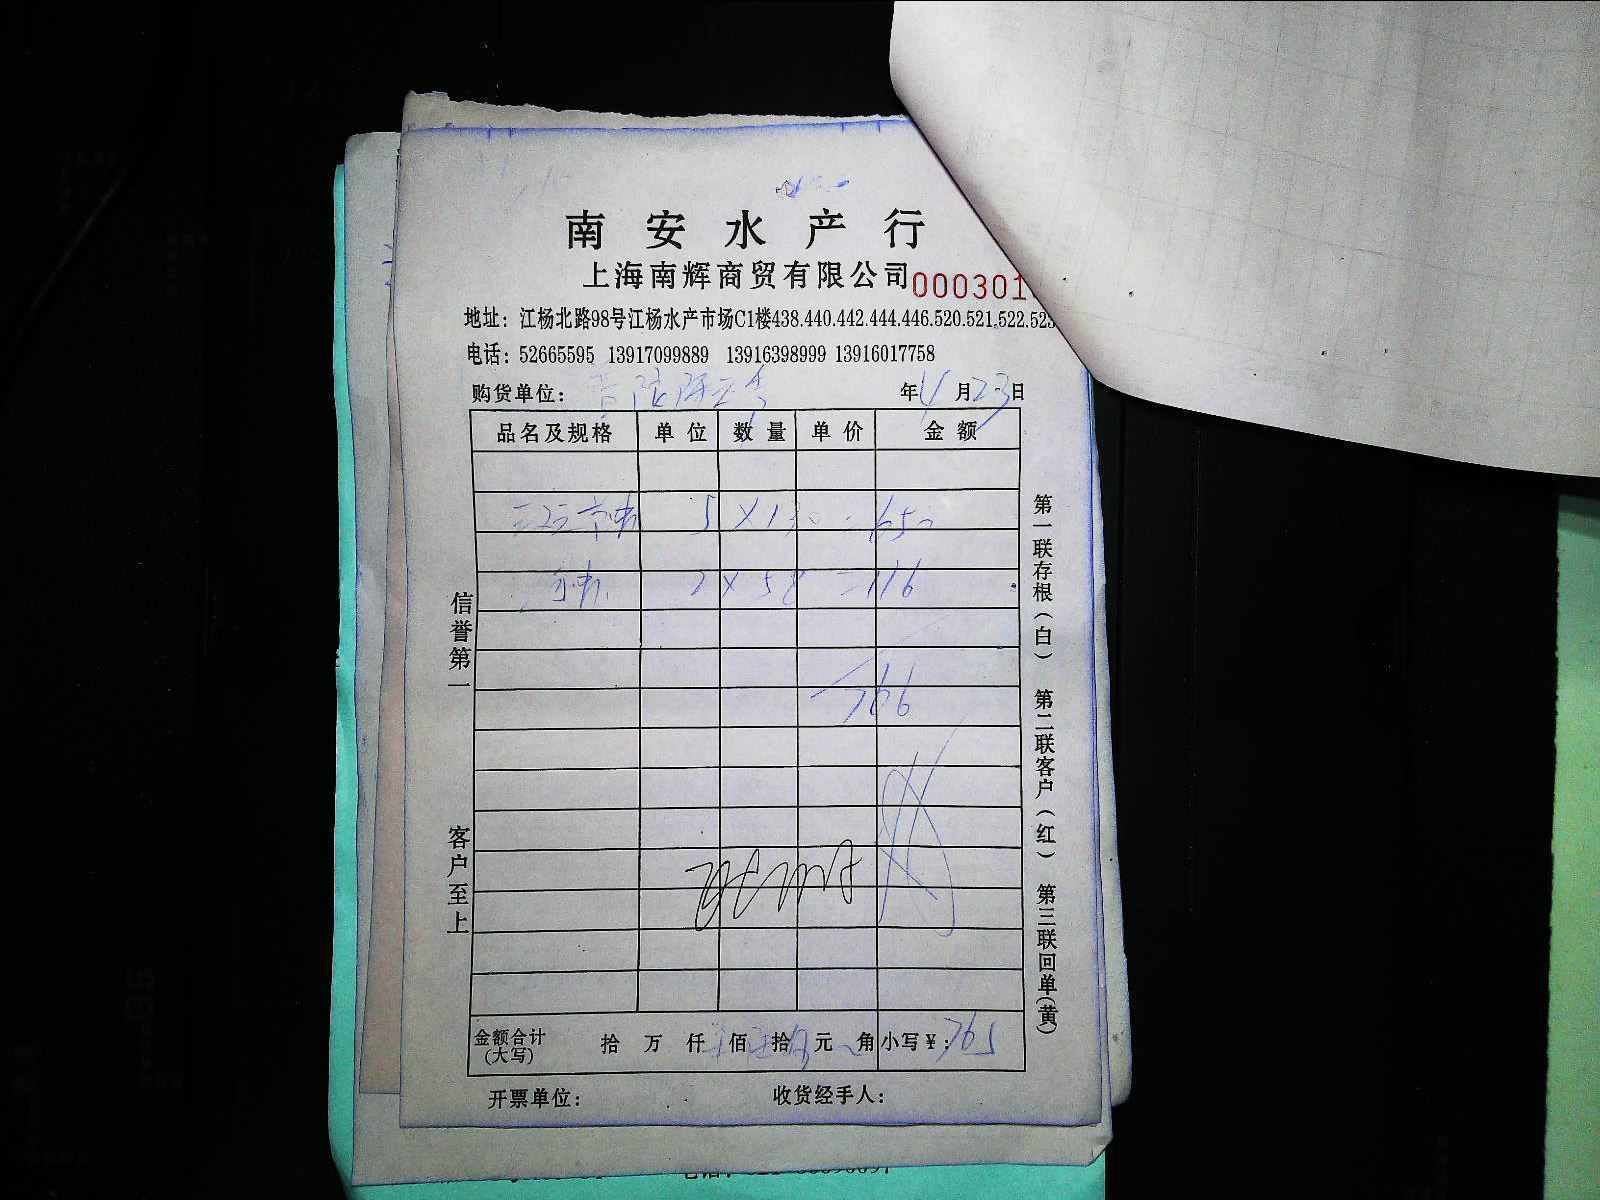 南安水产行
上海南辉商贸有限公司 000301
地址：江杨北路98号江杨水产市场C1楼438.440.442.444.446.520.521.522.523
电话：52665595 13917099889 13916398999 13916017758
购货单位： 年4月23日
品名及规格 单位 数量 单价 金额
5 × 130 = 650
2 × 58 = 116
766
金额合计(大写) 拾 万 仟 佰 拾 元 角 小写￥：765
开票单位： 收货经手人：
信誉第一
客户至上
第一联存根(白) 第二联客户(红) 第三联回单(黄)